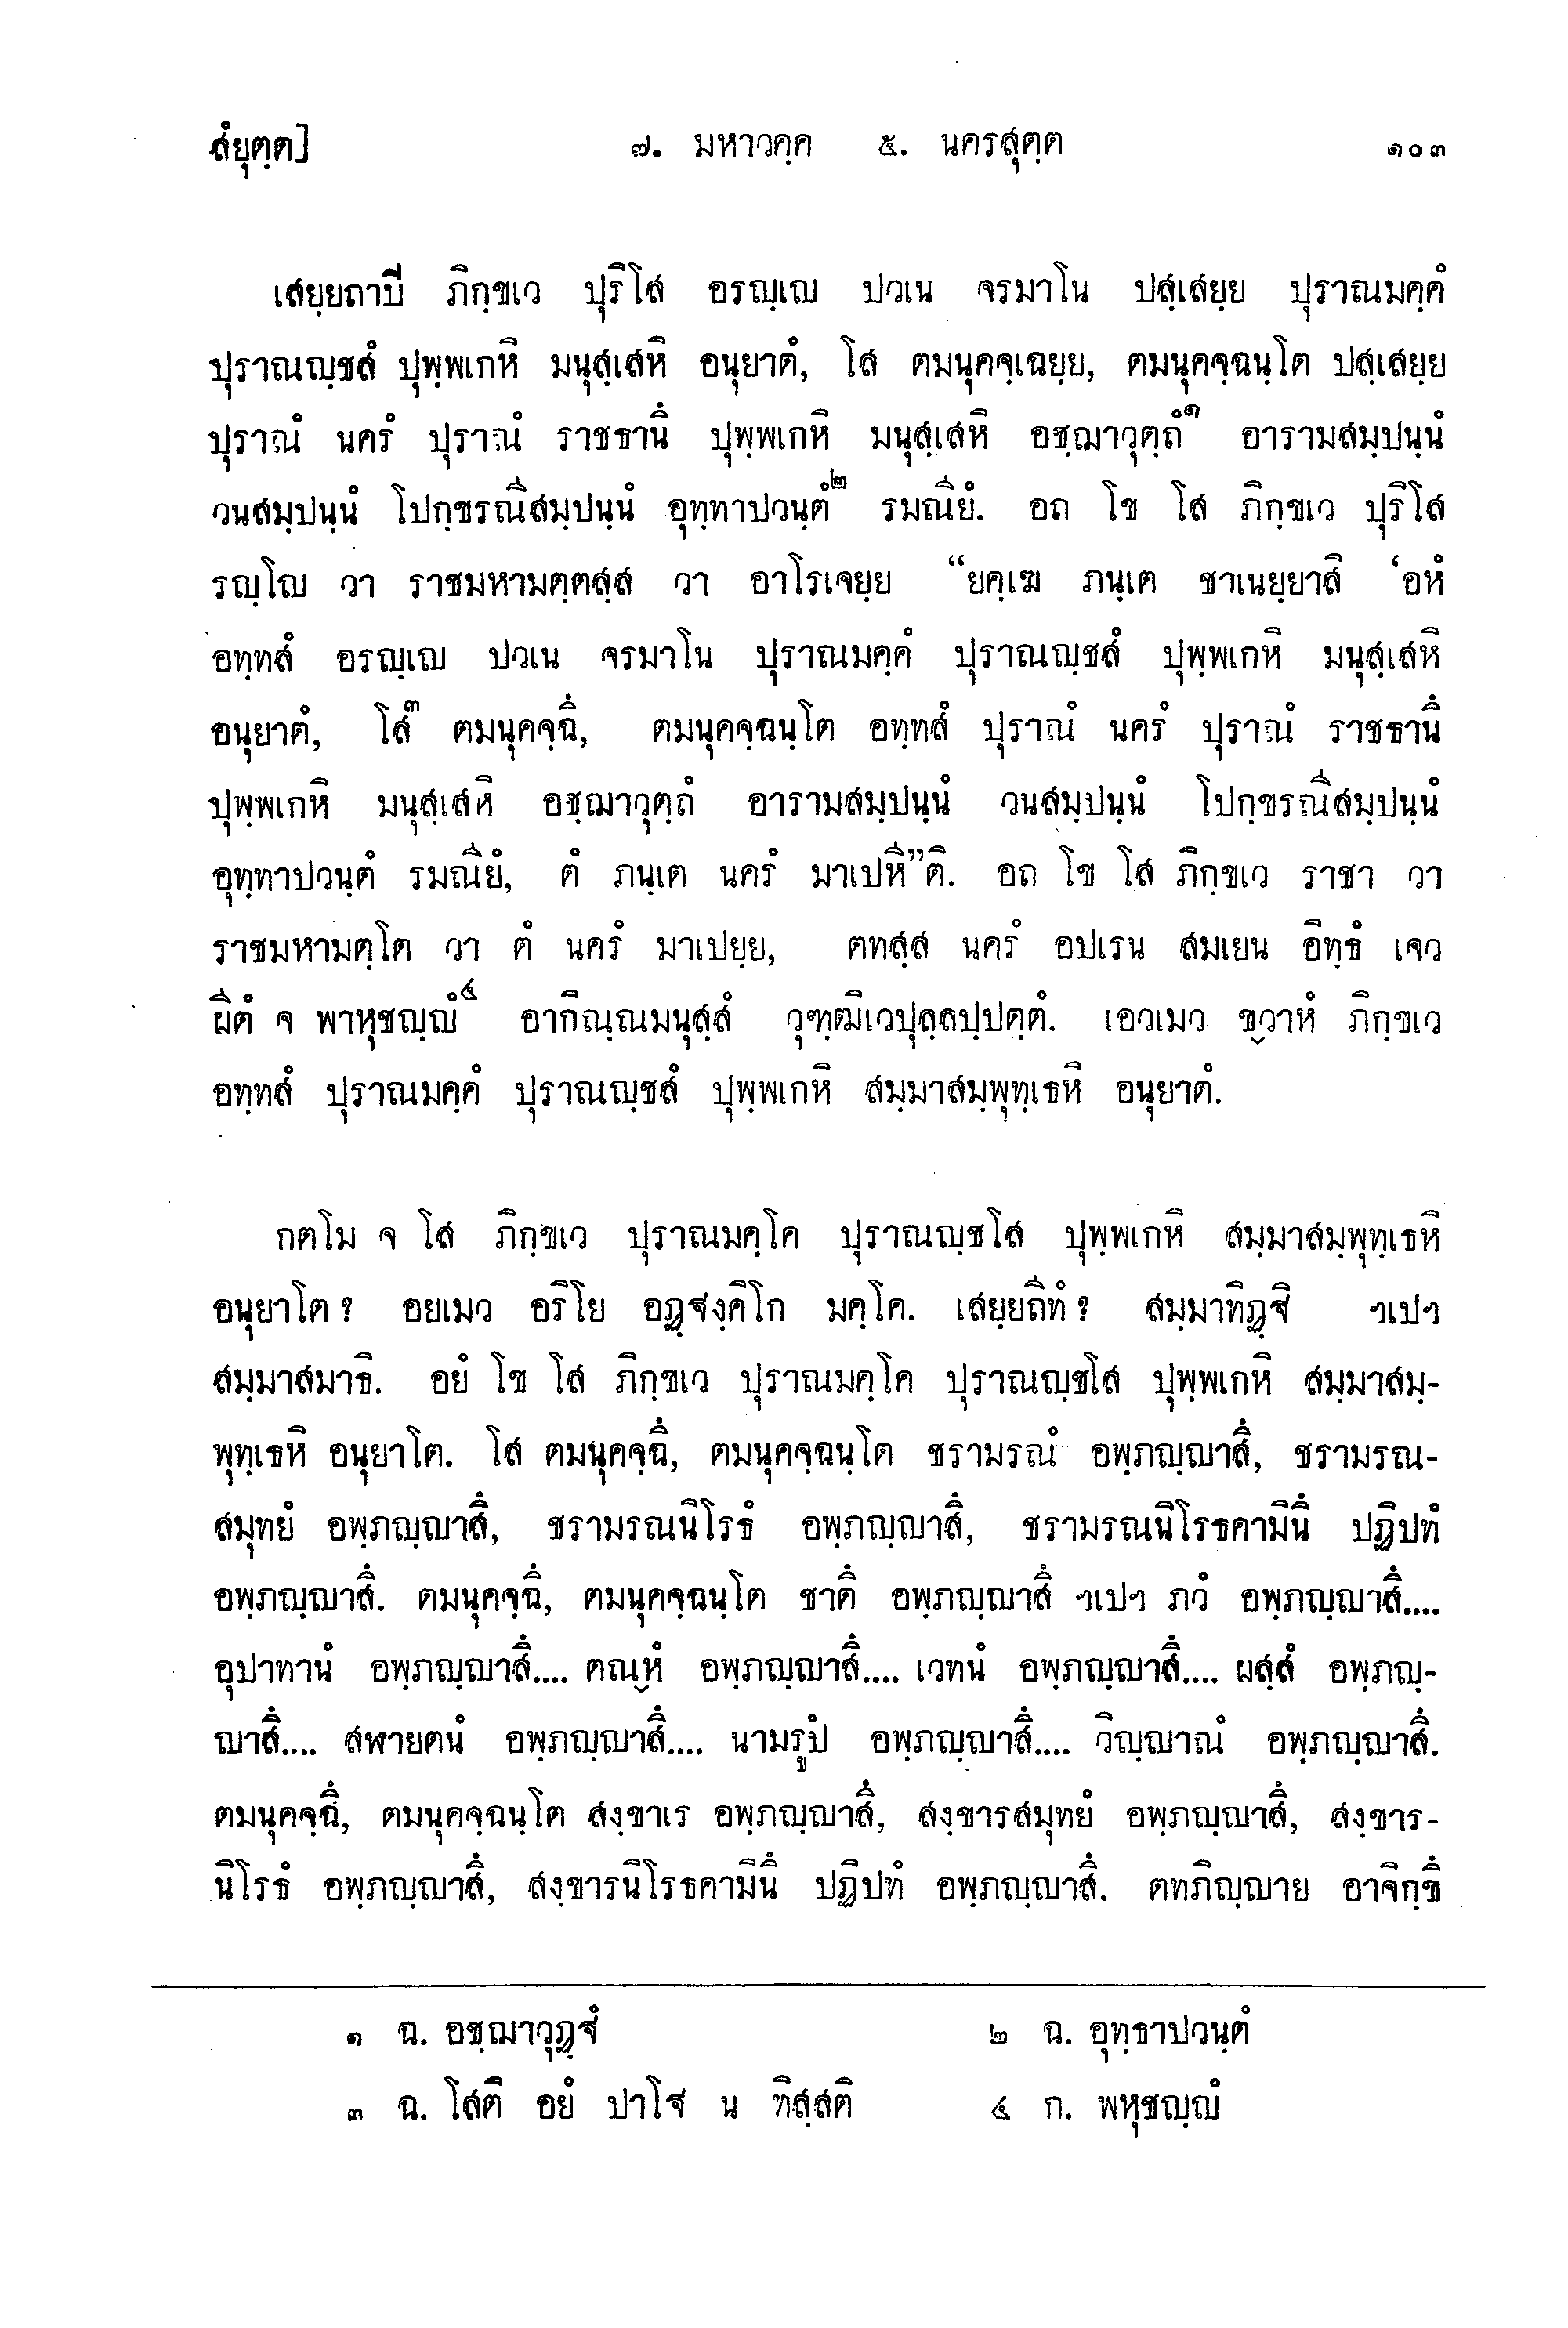 สํยุตฺต]	๗. มหาวคฺค ๕. นครสุตฺต	๑๐๓
เสยฺยถาปิ ภิกฺขเว ปุริโส อรญฺเญ ปวเน จรมาโน ปสฺเสยฺย ปุราณมคฺคํ
ปุราณญฺชสํ ปุพฺพเกหิ มนุสฺเสหิ อนุยาตํ, โส ตมนุคจฺเฉยฺย, ตมนุคจฺฉนฺโต ปสฺเสยฺย
ปุราณํ นครํ ปุราณํ ราชธานึ ปุพฺพเกหิ มนุสฺเสหิ อชฺฌาวุตฺถํ๑ อารามสมฺปนฺนํ
วนสมฺปนฺนํ โปกฺขรณีสมฺปนฺนํ อุทฺทาปวนฺตํ๒ รมณียํ. อถ โข โส ภิกฺขเว ปุริโส
รญฺโญ วา ราชมหามตฺตสฺส วา อาโรเจยฺย “ยคฺเฆ ภนฺเต ชาเนยฺยาสิ ‘อหํ
อทฺทสํ อรญฺเญ ปวเน จรมาโน ปุราณมคฺคํ ปุราณญฺชสํ ปุพฺพเกหิ มนุสฺเสหิ
อนุยาตํ, โสํ๓ ตมนุคจฺฉึ, ตมนุคจฺฉนฺโต อทฺทสํ ปุราณํ นครํ ปุราณํ ราชธานึ
ปุพฺพเกหิ มนุสฺเสหิ อชฺฌาวุตฺถํ อารามสมฺปนฺนํ วนสมฺปนฺนํ โปกฺขรณีสมฺปนฺนํ
อุทฺทาปวนฺตํ รมณียํ, ตํ ภนฺเต นครํ มาเปหี”ติ. อถ โข โส ภิกฺขเว ราชา วา
ราชมหามตฺโต วา ตํ นครํ มาเปยฺย, ตทสฺส นครํ อปเรน สมเยน อิทฺธํ เจว
ผีตํ จ พาหุชญฺญํ๔ อากิณฺณมนุสฺสํ วุฑฺฒิเวปุลฺลปฺปตฺตํ. เอวเมว ขฺวาหํ ภิกฺขเว
อทฺทสํ ปุราณมคฺคํ ปุราณญฺชสํ ปุพฺพเกหิ สมฺมาสมฺพุทฺเธหิ อนุยาตํ.
กตโม จ โส ภิกฺขเว ปุราณมคฺโค ปุราณญฺชโส ปุพฺพเกหิ สมฺมาสมฺพุทฺเธหิ
อนุยาโต? อยเมว อริโย อฏฺฐงฺคิโก มคฺโค. เสยฺยถีทํ? สมฺมาทิฏฺฐิ ฯเปฯ
สมฺมาสมาธิ. อยํ โข โส ภิกฺขเว ปุราณมคฺโค ปุราณญฺชโส ปุพฺพเกหิ สมฺมาสมฺ-
พุทฺเธหิ อนุยาโต. โส ตมนุคจฺฉึ, ตมนุคจฺฉนฺโต ชรามรณํ อพฺภญฺญาสึ, ชรามรณ-
สมุทยํ อพฺภญฺญาสึ, ชรามรณนิโรธํ อพฺภญฺญาสึ, ชรามรณนิโรธคามินึ ปฏิปทํ
อพฺภญฺญาสึ. ตมนุคจฺฉึ, ตมนุคจฺฉนฺโต ชาตึ อพฺภญฺญาสึ ฯเปฯ ภวํ อพฺภญฺญาสึ....
อุปาทานํ อพฺภญฺญาสึ.... ตณฺหํ อพฺภญฺญาสึ.... เวทนํ อพฺภญฺญาสึ.... ผสฺสํ อพฺภญฺ-
ญาสึ.... สฬายตนํ อพฺภญฺญาสึ.... นามรูปํ อพฺภญฺญาสึ.... วิญฺญาณํ อพฺภญฺญาสึ.
ตมนุคจฺฉึ, ตมนุคจฺฉนฺโต สงฺขาเร อพฺภญฺญาสึ, สงฺขารสมุทยํ อพฺภญฺญาสึ, สงฺขาร-
นิโรธํ อพฺภญฺญาสึ, สงฺขารนิโรธคามินึ ปฏิปทํ อพฺภญฺญาสึ. ตทภิญฺญาย อาจิกฺขึ
๑ ฉ. อชฺฌาวุฏฺฐํ	๒ ฉ. อุทฺธาปวนฺตํ
๓ ฉ. โสติ อยํ ปาโฐ น ทิสฺสติ	๔ ก. พหุชญฺญํ